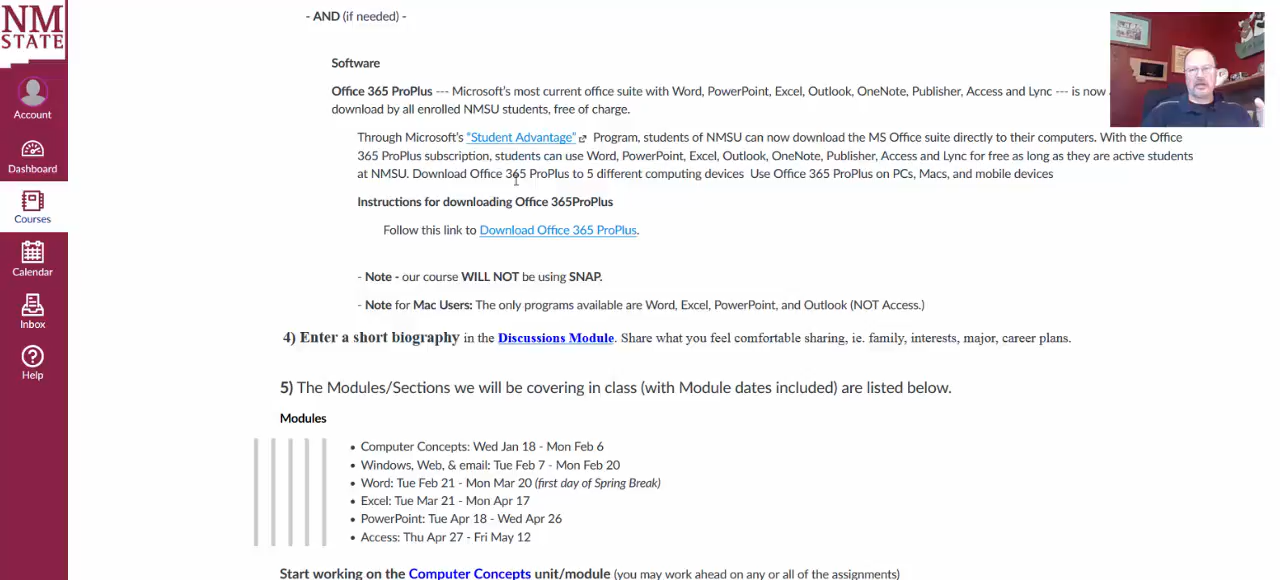 - AND (if needed) -
NM
STATE
Account
Dashboard
Courses
Calendar
Inbox
Help
Software
Office 365 ProPlus --- Microsoft's most current office suite with Word, PowerPoint, Excel, Outlook, OneNote, Publisher, Access and Lync --- is now
download by all enrolled NMSU students, free of charge.
Through Microsoft's "Student Advantage" Program, students of NMSU can now download the MS Office suite directly to their computers. With the Office
365 ProPlus subscription, students can use Word, PowerPoint, Excel, Outlook, OneNote, Publisher, Access and Lync for free as long as they are active students
at NMSU. Download Office 365 ProPlus to 5 different computing devices Use Office 365 ProPlus on PCs, Macs, and mobile devices
Instructions for downloading Office 365ProPlus
Follow this link to Download Office 365 ProPlus.
- Note - our course WILL NOT be using SNAP.
- Note for Mac Users: The only programs available are Word, Excel, PowerPoint, and Outlook (NOT Access.)
4) Enter a short biography in the Discussions Module. Share what you feel comfortable sharing, ie. family, interests, major, career plans.
5) The Modules/Sections we will be covering in class (with Module dates included) are listed below.
Modules
• Computer Concepts: Wed Jan 18 - Mon Feb 6
• Windows, Web, & email: Tue Feb 7 - Mon Feb 20
• Word: Tue Feb 21 - Mon Mar 20 (first day of Spring Break)
• Excel: Tue Mar 21 - Mon Apr 17
• PowerPoint: Tue Apr 18 - Wed Apr 26
• Access: Thu Apr 27 - Fri May 12
Start working on the Computer Concepts unit/module (you may work ahead on any or all of the assignments)